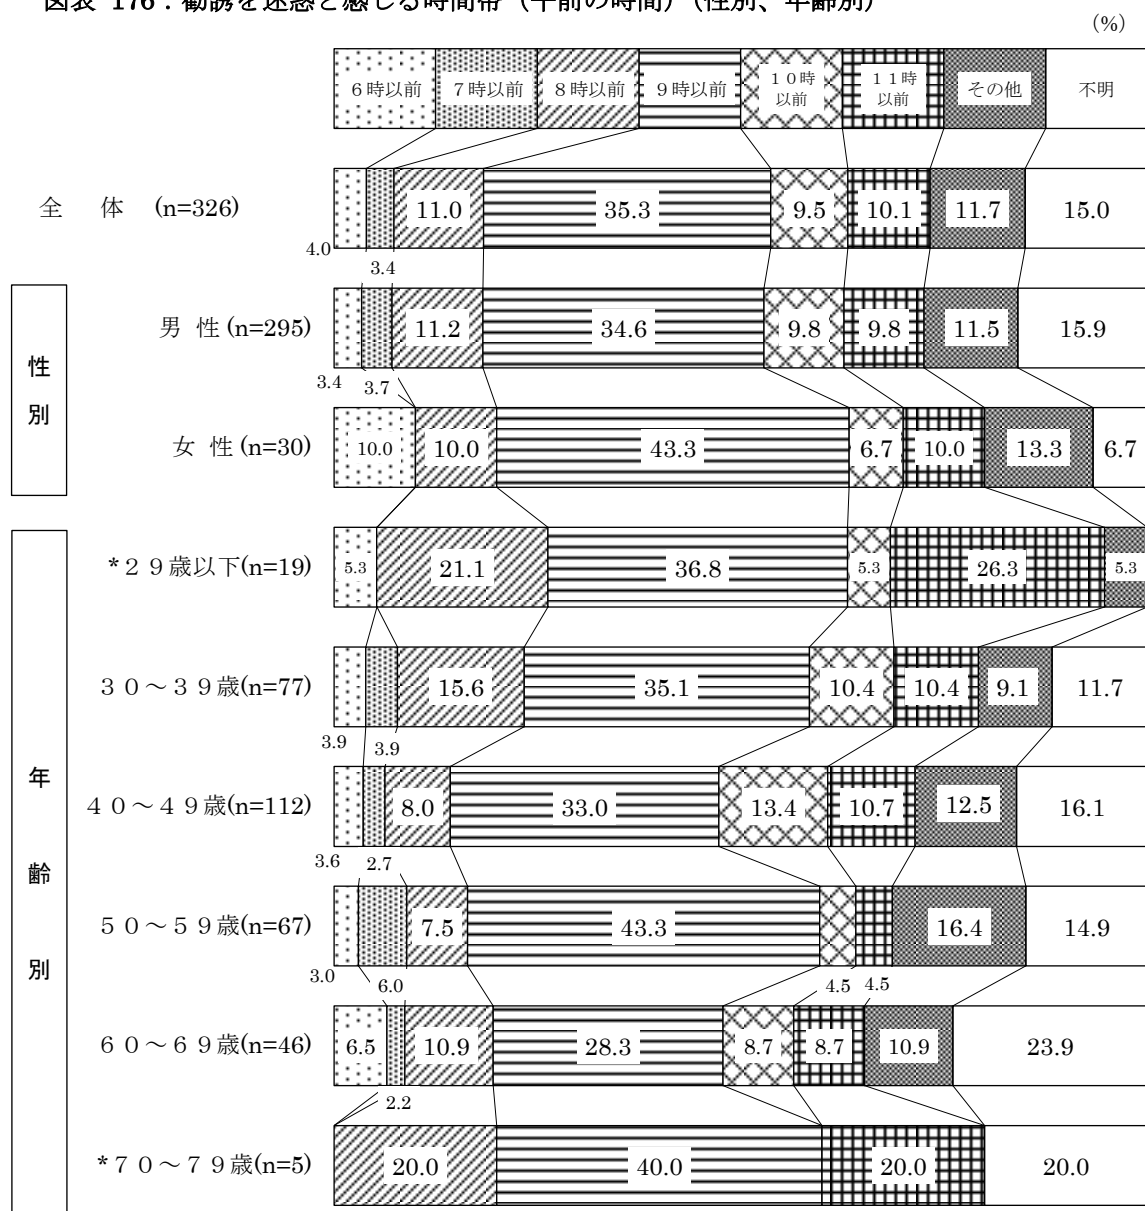 図表 176：勧誘を迷惑と感じる時間帯（午前の時間）（性別、年齢別）
（%）
６時以前 ７時以前 ８時以前 ９時以前 １０時以前 １１時以前 その他 不明
全 体 (n=326) 11.0 35.3 9.5 10.1 11.7 15.0
4.0 3.4
性別
男 性 (n=295) 11.2 34.6 9.8 9.8 11.5 15.9
3.4 3.7
女 性 (n=30) 10.0 10.0 43.3 6.7 10.0 13.3 6.7
年齢別
*２９歳以下(n=19) 5.3 21.1 36.8 5.3 26.3 5.3
３０～３９歳(n=77) 15.6 35.1 10.4 10.4 9.1 11.7
3.9 3.9
４０～４９歳(n=112) 8.0 33.0 13.4 10.7 12.5 16.1
3.6 2.7
５０～５９歳(n=67) 7.5 43.3 16.4 14.9
3.0 6.0 4.5 4.5
６０～６９歳(n=46) 6.5 10.9 28.3 8.7 8.7 10.9 23.9
2.2
*７０～７９歳(n=5) 20.0 40.0 20.0 20.0